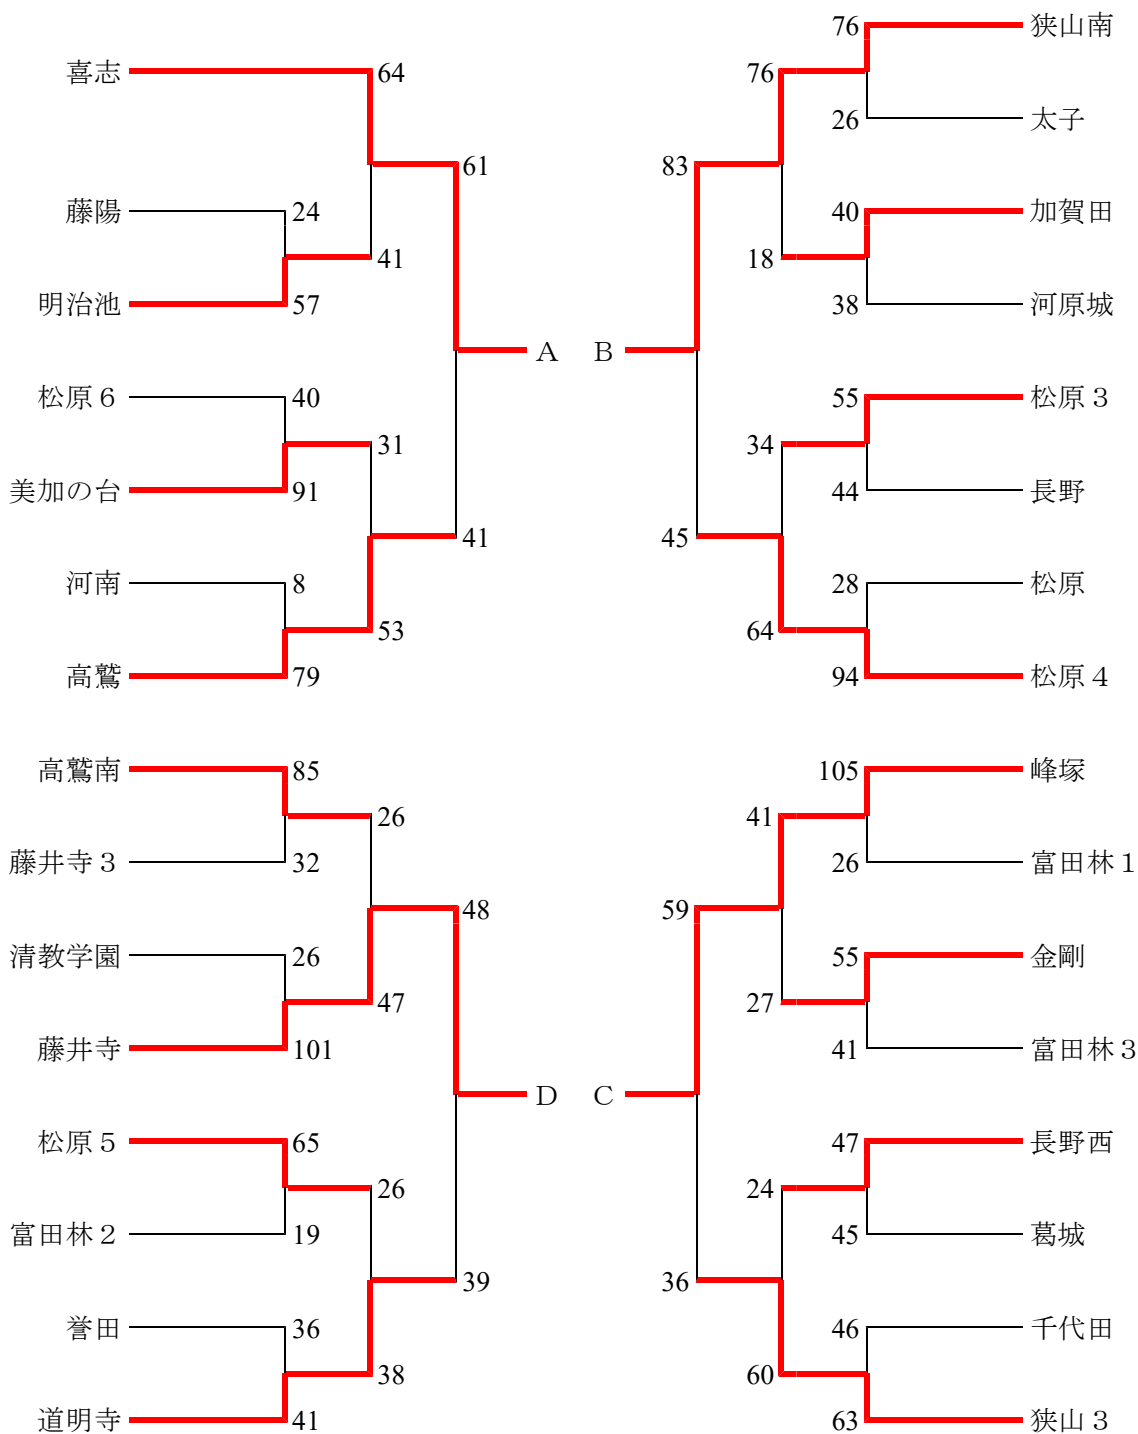 喜志 64
61
藤陽 24
41
明治池 57
A
松原６ 40
31
美加の台 91
41
河南 8
53
高鷲 79
76 狭山南
76
26 太子
83
40 加賀田
18
38 河原城
B
55 松原３
34
44 長野
45
28 松原
64
94 松原４
高鷲南 85
26
藤井寺３ 32
48
清教学園 26
47
藤井寺 101
D
松原５ 65
26
富田林２ 19
39
誉田 36
38
道明寺 41
105 峰塚
41
26 富田林１
59
55 金剛
27
41 富田林３
C
47 長野西
24
45 葛城
36
46 千代田
60
63 狭山３